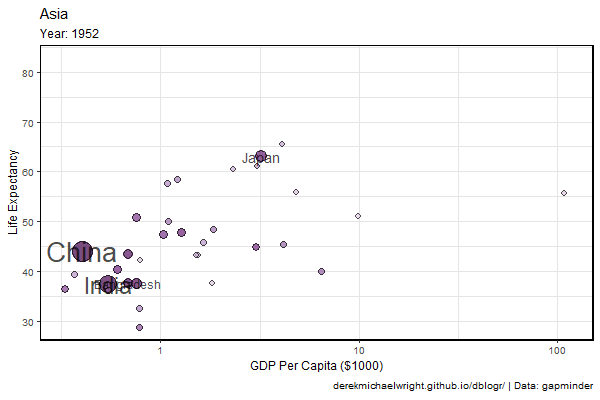 Asia
Year: 1952
80
70
60
50
40
30
Life Expectancy
Japan
China
India
Bangladesh
1
10
100
GDP Per Capita ($1000)
derekmichaelwright.github.io/dblogr/ | Data: gapminder